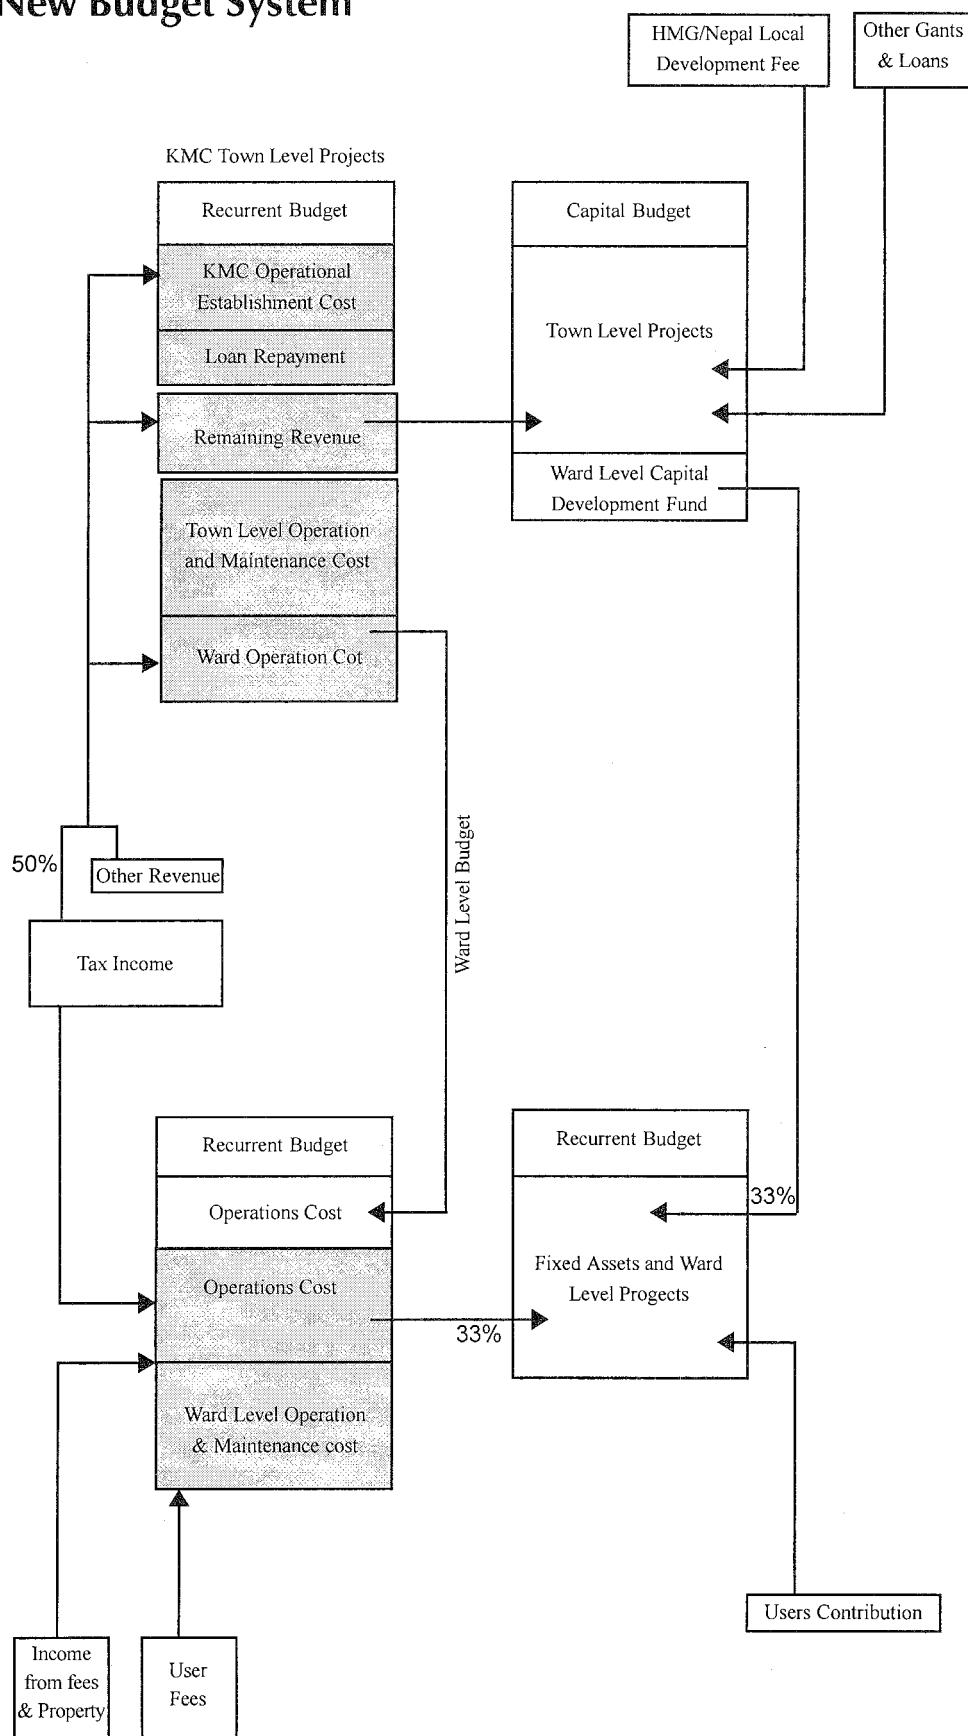 New Budget System
HMG/Nepal Local
Development Fee
Other Gants
& Loans
KMC Town Level Projects
Recurrent Budget
KMC Operational
Establishment Cost
Loan Repayment
Remaining Revenue
Town Level Operation
and Maintenance Cost
Ward Operation Cot
Capital Budget
Town Level Projects
Ward Level Capital
Development Fund
50%
Other Revenue
Tax Income
Ward Level Budget
Recurrent Budget
Operations Cost
Operations Cost
Ward Level Operation
& Maintenance cost
33%
Recurrent Budget
33%
Fixed Assets and Ward
Level Progects
Users Contribution
Income
from fees
& Property
User
Fees